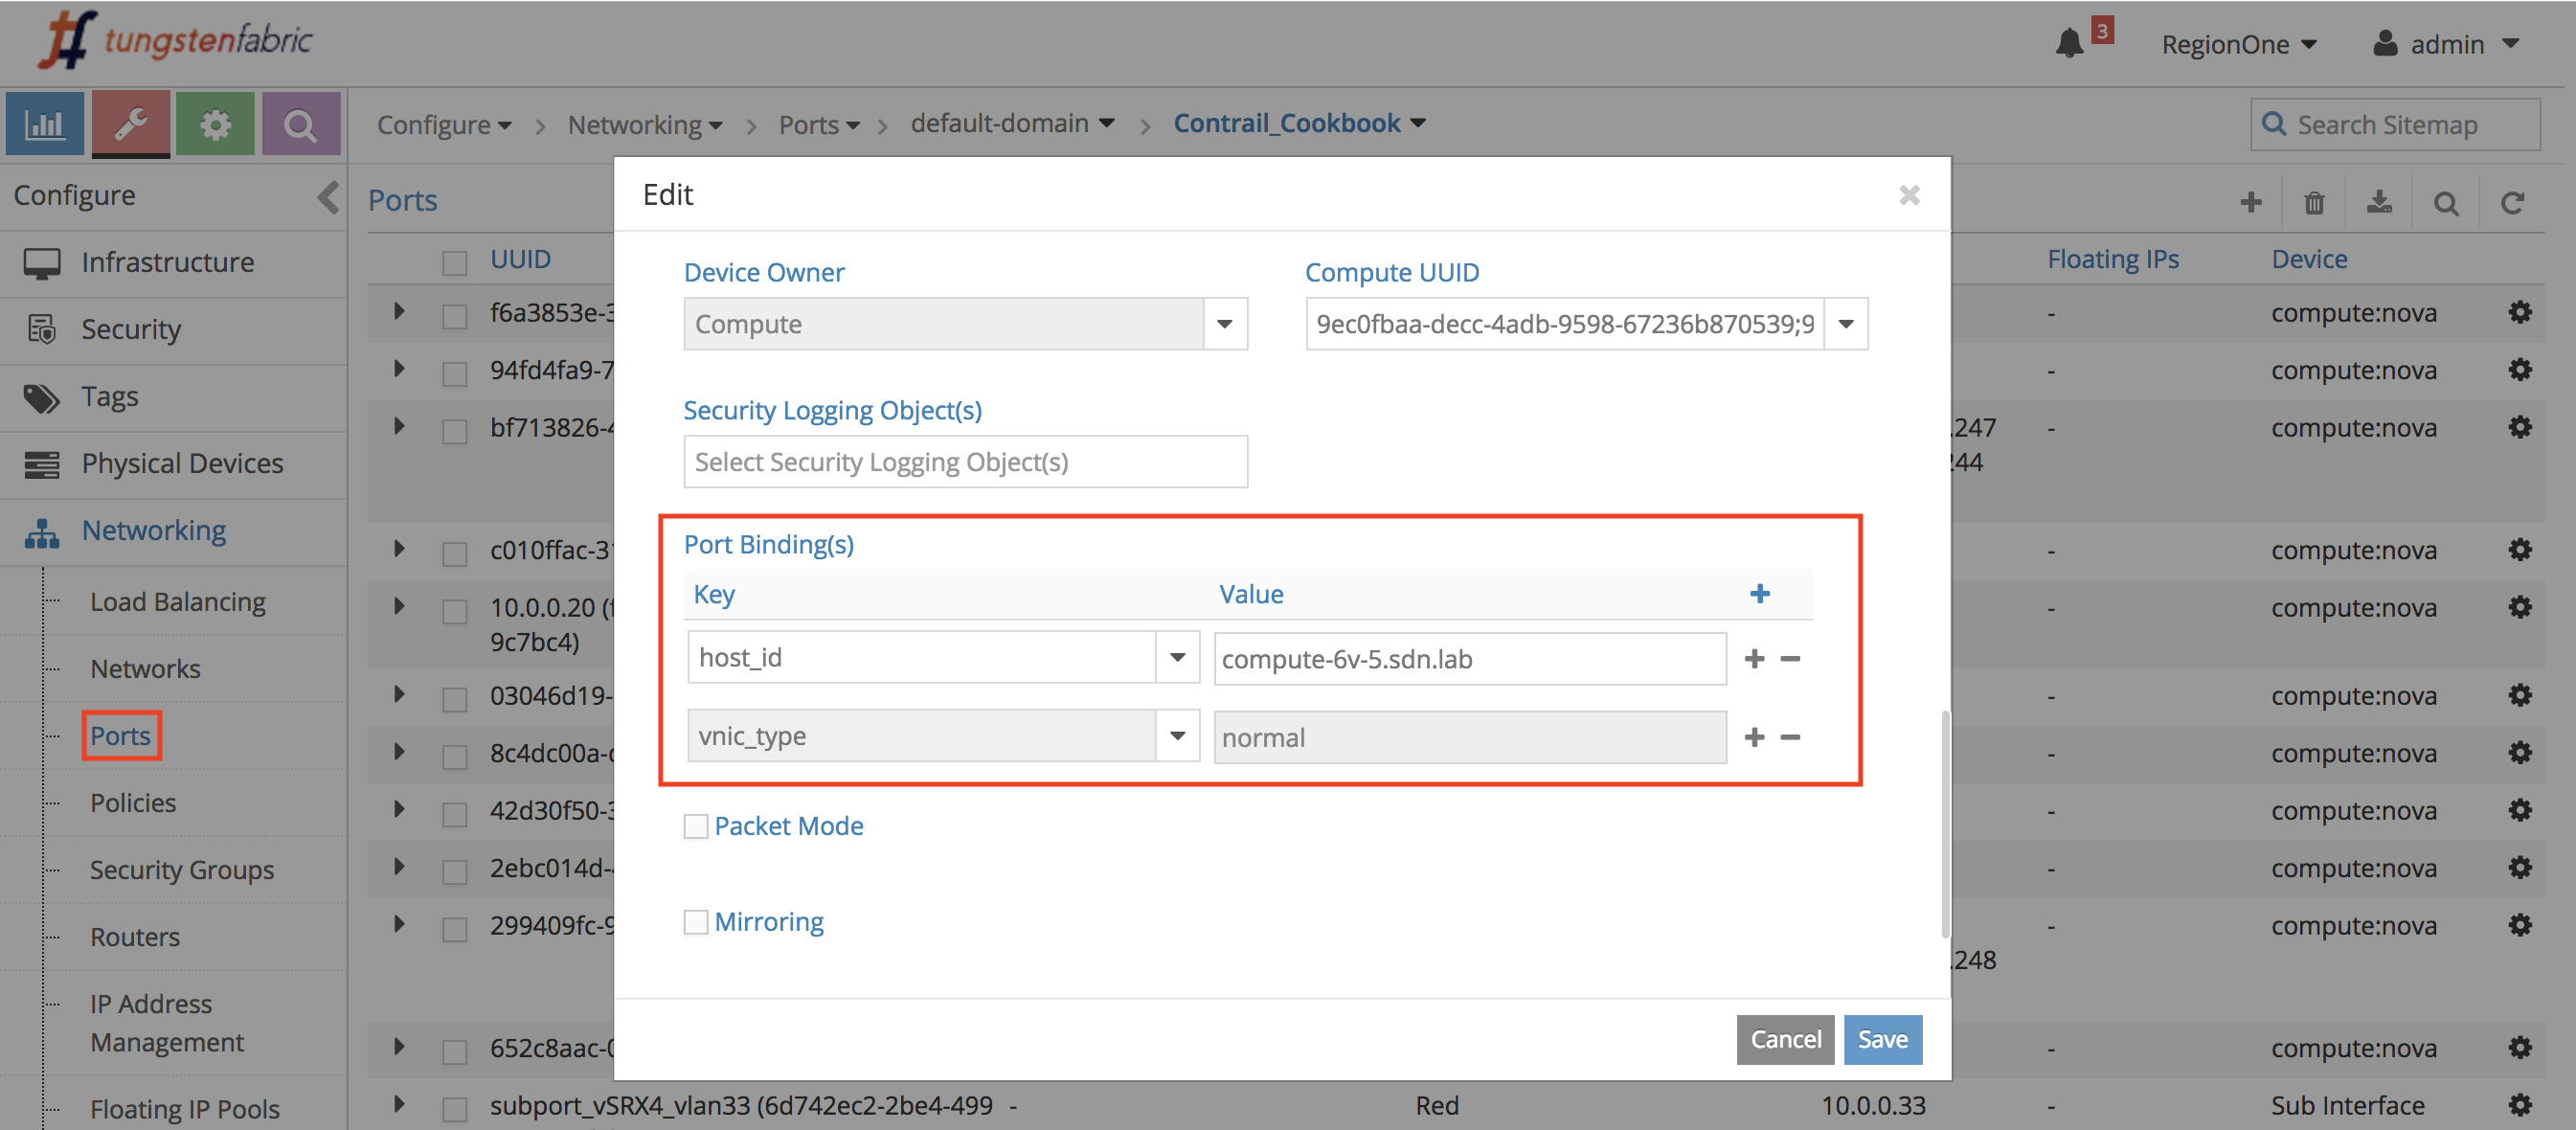 tungstenfabric
3
RegionOne
admin
Configure
Networking
Ports
default-domain
Contrail_Cookbook
Search Sitemap
Configure
Infrastructure
Security
Tags
Physical Devices
Networking
Load Balancing
Networks
Ports
Policies
Security Groups
Routers
IP Address
Management
Floating IP Pools
Ports
UUID
Floating IPs
Device
f6a3853e-3
-
compute:nova
94fd4fa9-7
-
compute:nova
bf713826-4
.247
-
compute:nova
244
c010ffac-31
-
compute:nova
10.0.0.20 (f
-
compute:nova
9c7bc4)
03046d19-
-
compute:nova
8c4dc00a-c
-
compute:nova
42d30f50-3
-
compute:nova
2ebc014d-4
-
compute:nova
299409fc-9
-
compute:nova
.248
652c8aac-0
-
compute:nova
subport_vSRX4_vlan33 (6d742ec2-2be4-499
-
Red
10.0.0.33
-
Sub Interface
Edit
Device Owner
Compute UUID
Compute
9ec0fbaa-decc-4adb-9598-67236b870539;9
Security Logging Object(s)
Select Security Logging Object(s)
Port Binding(s)
Key
Value
host_id
compute-6v-5.sdn.lab
vnic_type
normal
Packet Mode
Mirroring
Cancel
Save